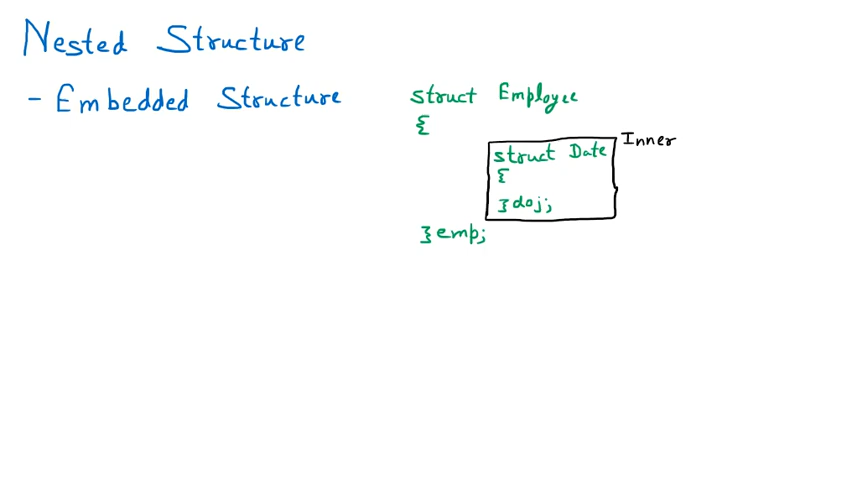 Nested Structure
- Embedded Structure
struct Employee
{
struct Date
Inner
{
}doj;
}emp;